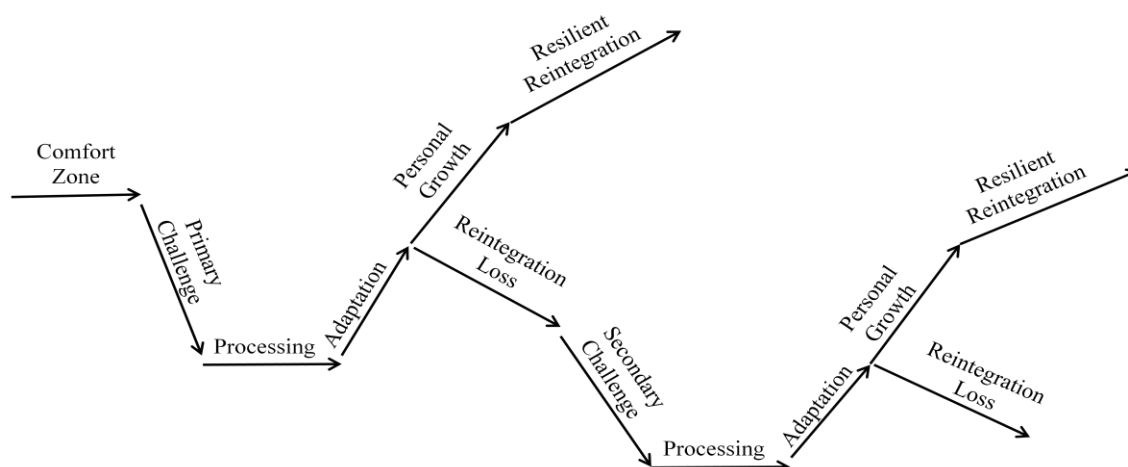 Comfort
Zone
Primary
Challenge
Processing
Adaptation
Personal
Growth
Resilient
Reintegration
Reintegration
Loss
Secondary
Challenge
Processing
Adaptation
Personal
Growth
Resilient
Reintegration
Reintegration
Loss